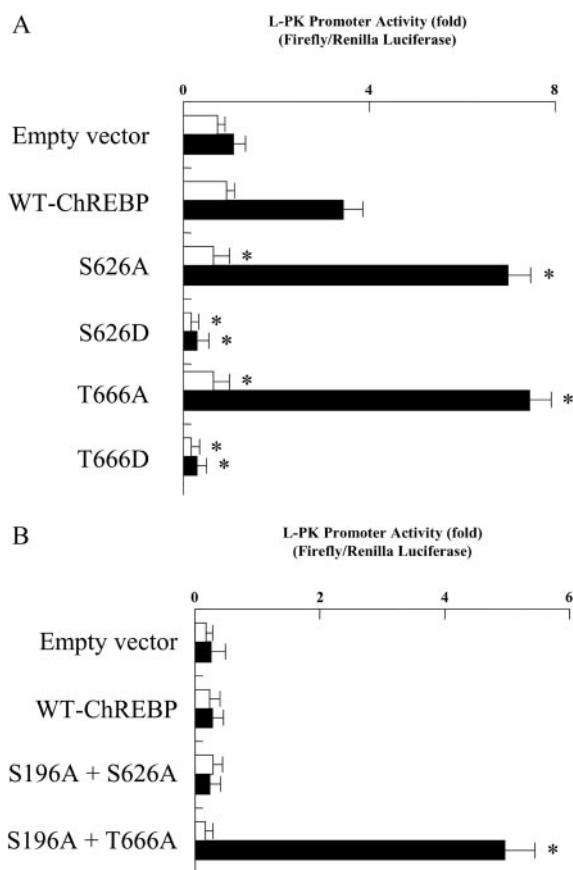 A
L-PK Promoter Activity (fold)
(Firefly/Renilla Luciferase)
0 4 8
Empty vector
WT-ChREBP
S626A * *
S626D * *
T666A * *
T666D * *
B
L-PK Promoter Activity (fold)
(Firefly/Renilla Luciferase)
0 2 4 6
Empty vector
WT-ChREBP
S196A + S626A
S196A + T666A *